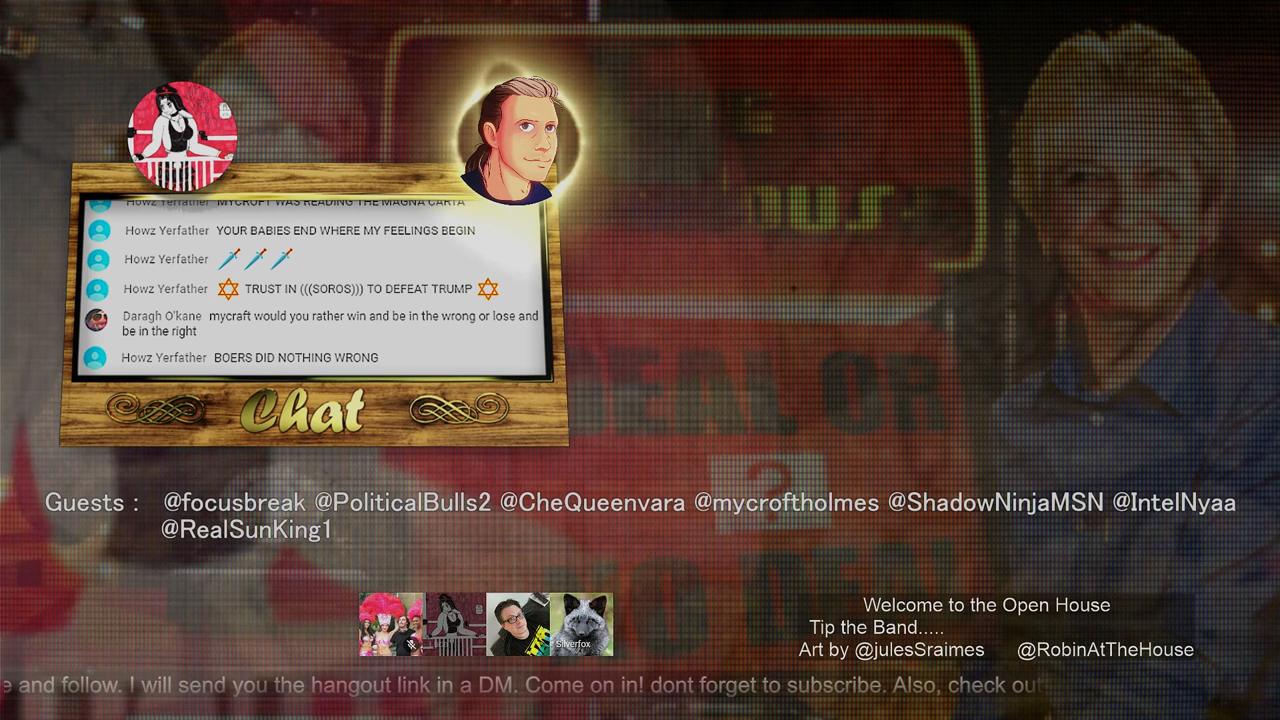 Howz Yerfather MYCROFT WAS READING THE MAGNA CARTA
Howz Yerfather YOUR BABIES END WHERE MY FEELINGS BEGIN
Howz Yerfather 🗡🗡🗡
Howz Yerfather ✡ TRUST IN (((SOROS))) TO DEFEAT TRUMP ✡
Daragh O'kane mycraft would you rather win and be in the wrong or lose and
be in the right
Howz Yerfather BOERS DID NOTHING WRONG
Chat
DEAL OR
?
NO DEAL
Guests : @focusbreak @PoliticalBulls2 @CheQueenvara @mycroftholmes @ShadowNinjaMSN @IntelNyaa
@RealSunKing1
Silverfox
Welcome to the Open House
Tip the Band.....
Art by @julesSraimes @RobinAtTheHouse
e and follow. I will send you the hangout link in a DM. Come on in! dont forget to subscribe. Also, check out